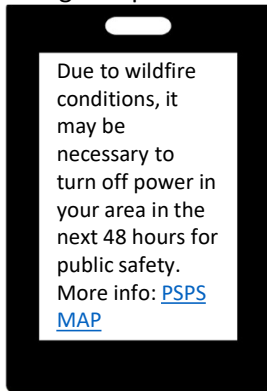 Due to wildfire
conditions, it
may be
necessary to
turn off power in
your area in the
next 48 hours for
public safety.
More info: PSPS
MAP